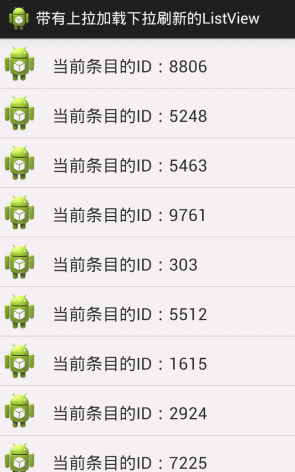 带有上拉加载下拉刷新的ListView
当前条目的ID：8806
当前条目的ID：5248
当前条目的ID：5463
当前条目的ID：9761
当前条目的ID：303
当前条目的ID：5512
当前条目的ID：1615
当前条目的ID：2924
当前条目的ID：7225